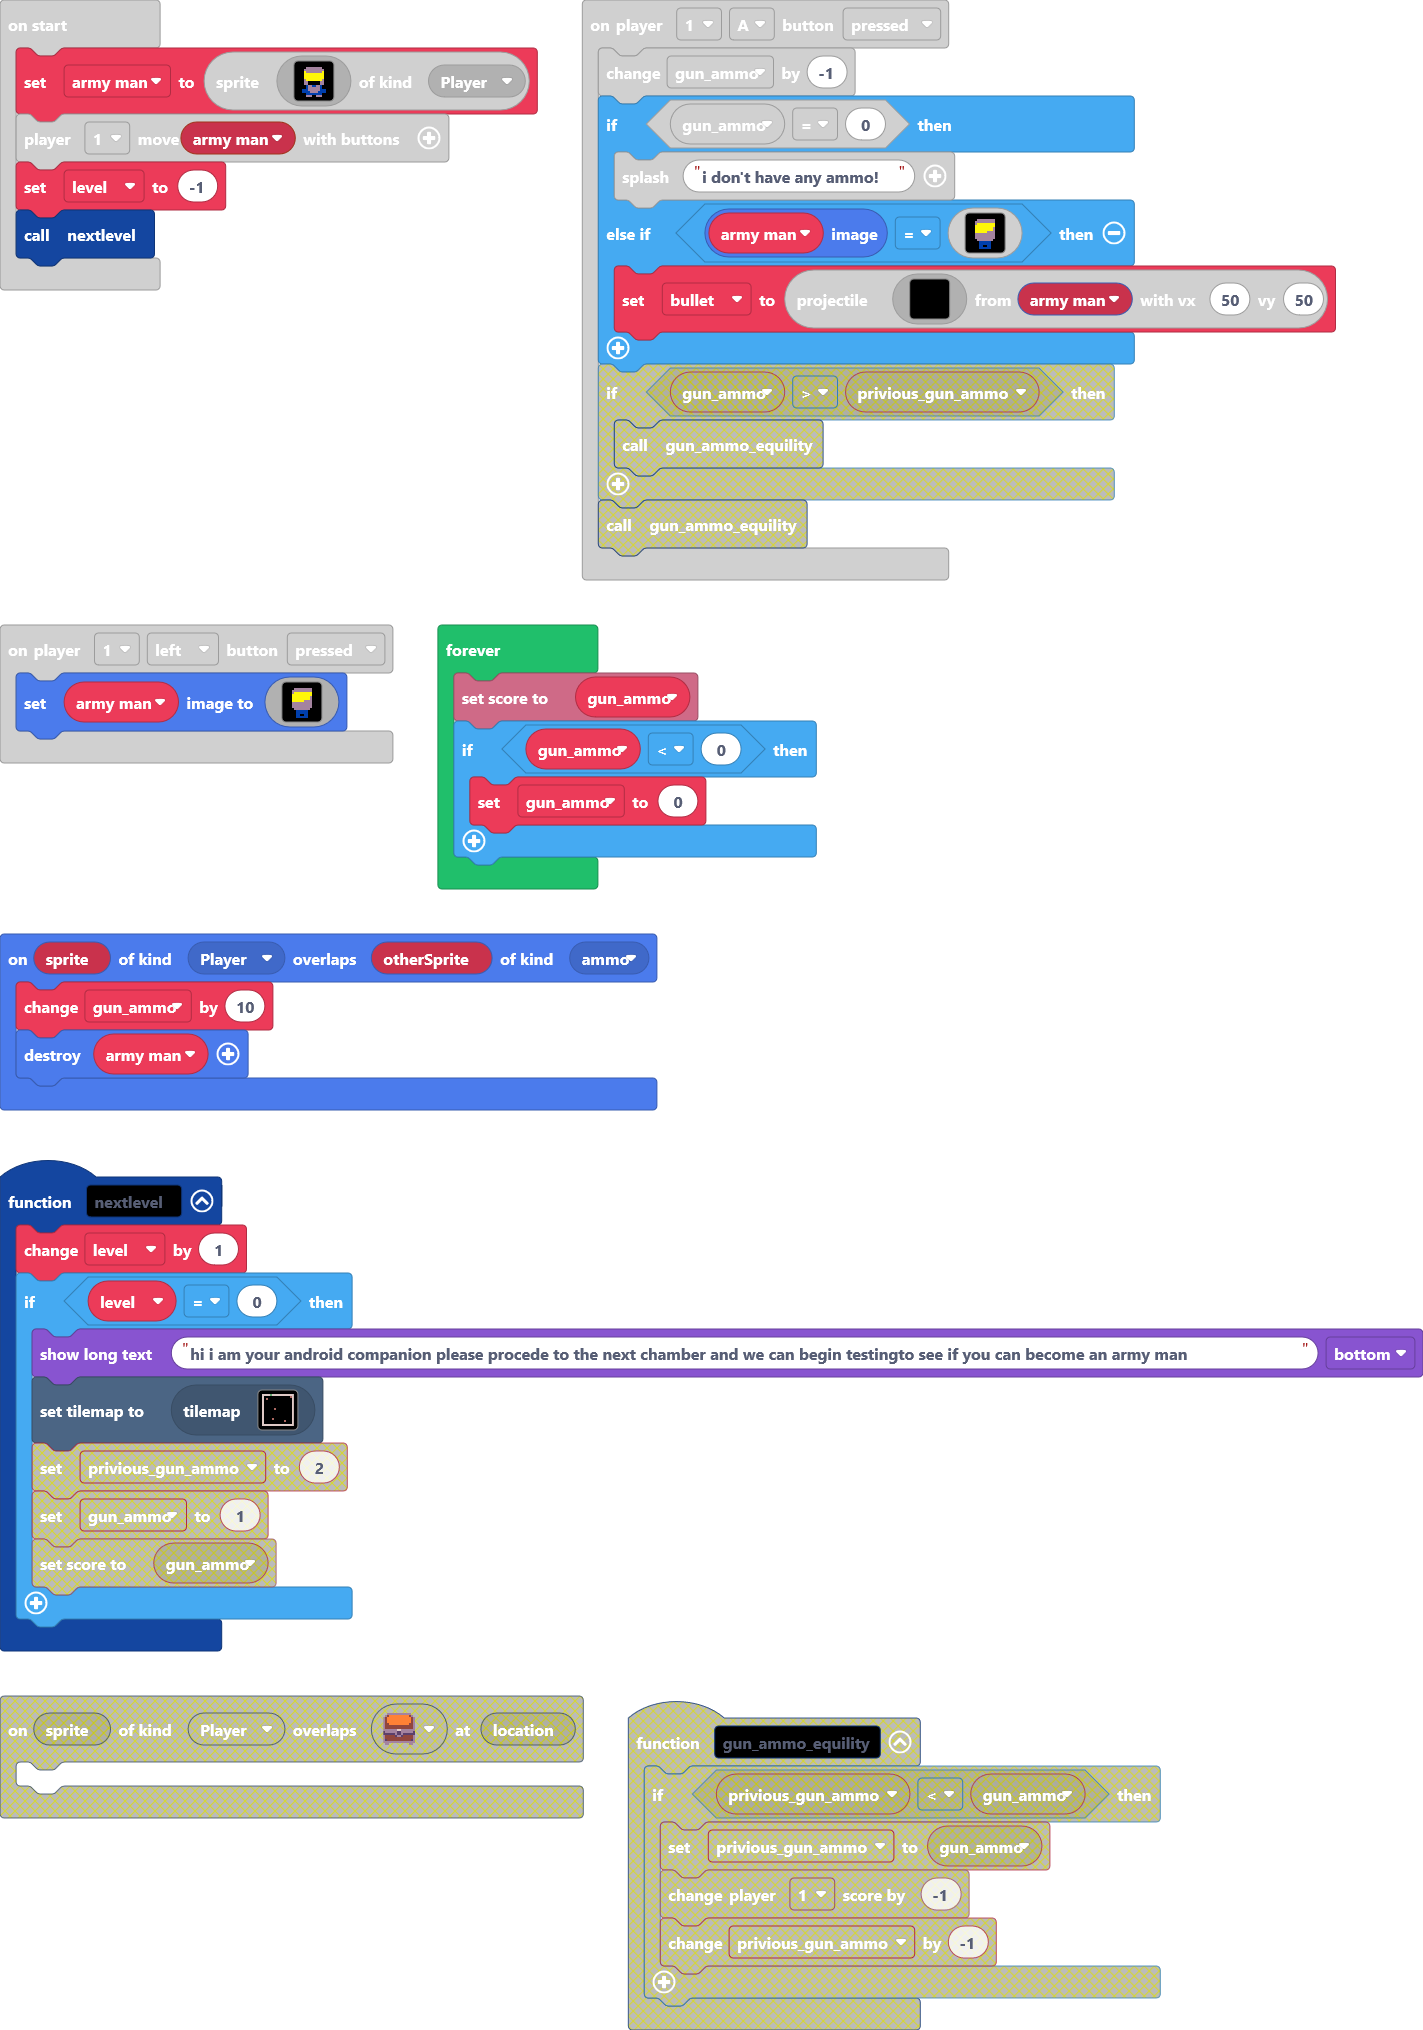 on start
set army man to sprite of kind Player
player 1 move army man with buttons
set level to -1
call nextlevel
on player 1 A button pressed
change gun_ammo by -1
if gun_ammo = 0 then
splash "i don't have any ammo! "
else if army man image = then
set bullet to projectile from army man with vx 50 vy 50
if gun_ammo > privious_gun_ammo then
call gun_ammo_equility
call gun_ammo_equility
on player 1 left button pressed
set army man image to
forever
set score to gun_ammo
if gun_ammo < 0 then
set gun_ammo to 0
on sprite of kind Player overlaps otherSprite of kind ammo
change gun_ammo by 10
destroy army man
function nextlevel
change level by 1
if level = 0 then
show long text "hi i am your android companion please procede to the next chamber and we can begin testingto see if you can become an army man " bottom
set tilemap to tilemap
set privious_gun_ammo to 2
set gun_ammo to 1
set score to gun_ammo
on sprite of kind Player overlaps at location
function gun_ammo_equility
if privious_gun_ammo < gun_ammo then
set privious_gun_ammo to gun_ammo
change player 1 score by -1
change privious_gun_ammo by -1